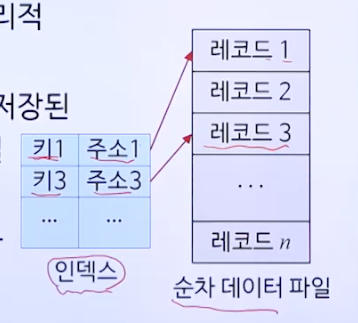 리적
레코드 1
레코드 2
저장된
키1 주소1
레코드 3
키3 주소3
... ...
...
레코드 n
인덱스
순차 데이터 파일